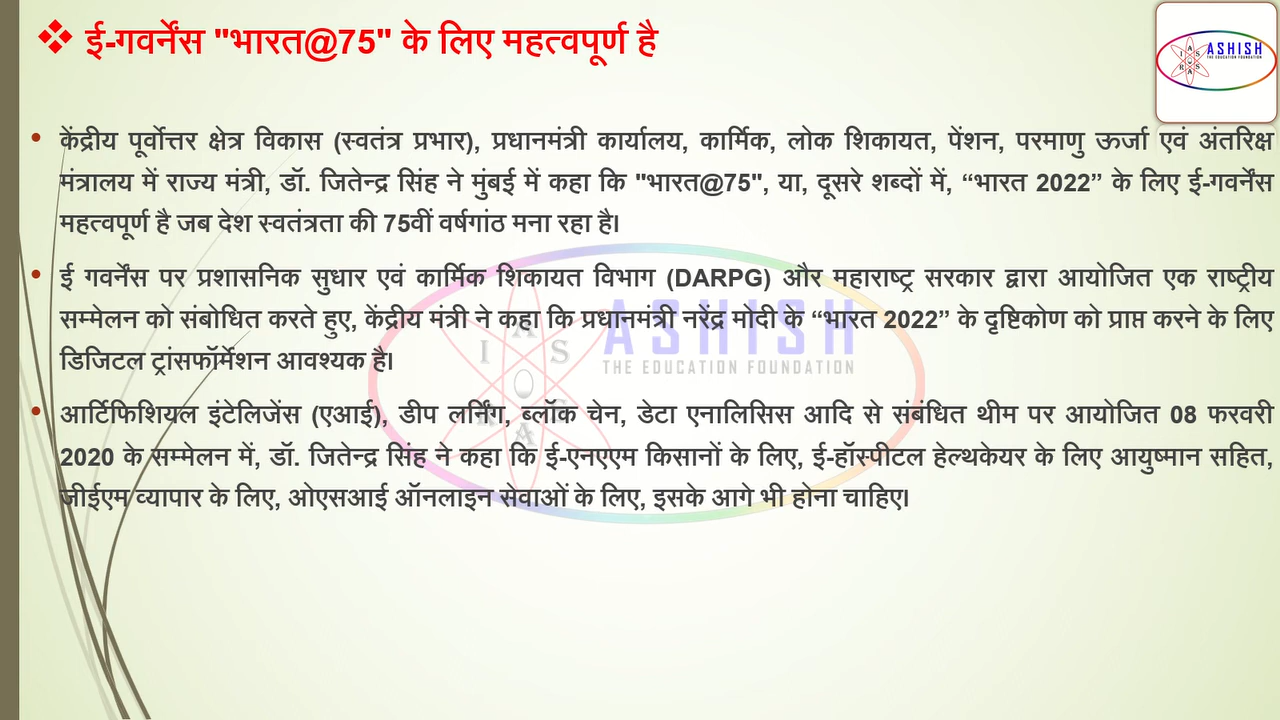 ❖ ई-गवर्नेंस "भारत@75" के लिए महत्वपूर्ण है
ASHISH
THE EDUCATION FOUNDATION
• केंद्रीय पूर्वोत्तर क्षेत्र विकास (स्वतंत्र प्रभार), प्रधानमंत्री कार्यालय, कार्मिक, लोक शिकायत, पेंशन, परमाणु ऊर्जा एवं अंतरिक्ष
मंत्रालय में राज्य मंत्री, डॉ. जितेन्द्र सिंह ने मुंबई में कहा कि "भारत@75", या, दूसरे शब्दों में, “भारत 2022” के लिए ई-गवर्नेंस
महत्वपूर्ण है जब देश स्वतंत्रता की 75वीं वर्षगांठ मना रहा है।
• ई गवर्नेंस पर प्रशासनिक सुधार एवं कार्मिक शिकायत विभाग (DARPG) और महाराष्ट्र सरकार द्वारा आयोजित एक राष्ट्रीय
सम्मेलन को संबोधित करते हुए, केंद्रीय मंत्री ने कहा कि प्रधानमंत्री नरेंद्र मोदी के “भारत 2022” के दृष्टिकोण को प्राप्त करने के लिए
डिजिटल ट्रांसफॉर्मेशन आवश्यक है।
• आर्टिफिशियल इंटेलिजेंस (एआई), डीप लर्निंग, ब्लॉक चेन, डेटा एनालिसिस आदि से संबंधित थीम पर आयोजित 08 फरवरी
2020 के सम्मेलन में, डॉ. जितेन्द्र सिंह ने कहा कि ई-एनएएम किसानों के लिए, ई-हॉस्पीटल हेल्थकेयर के लिए आयुष्मान सहित,
जीईएम व्यापार के लिए, ओएसआई ऑनलाइन सेवाओं के लिए, इसके आगे भी होना चाहिए।
ASHISH
THE EDUCATION FOUNDATION